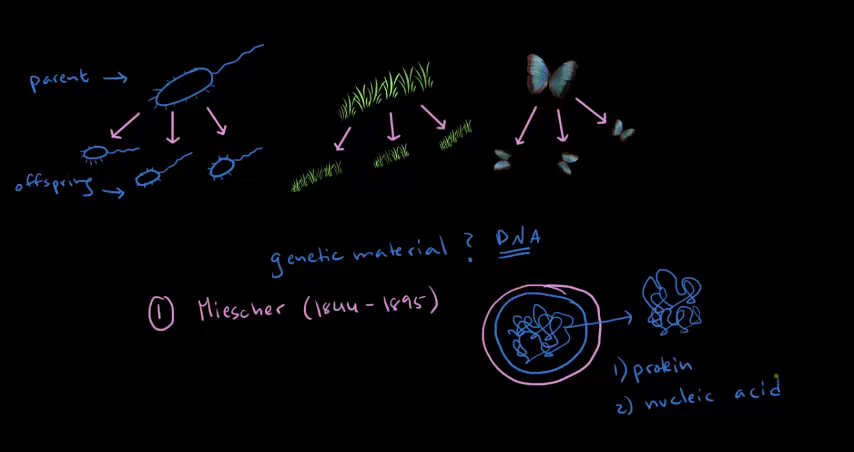 parent
offspring
genetic material ? DNA
1 Miescher (1844-1895)
1) protein
2) nucleic acid